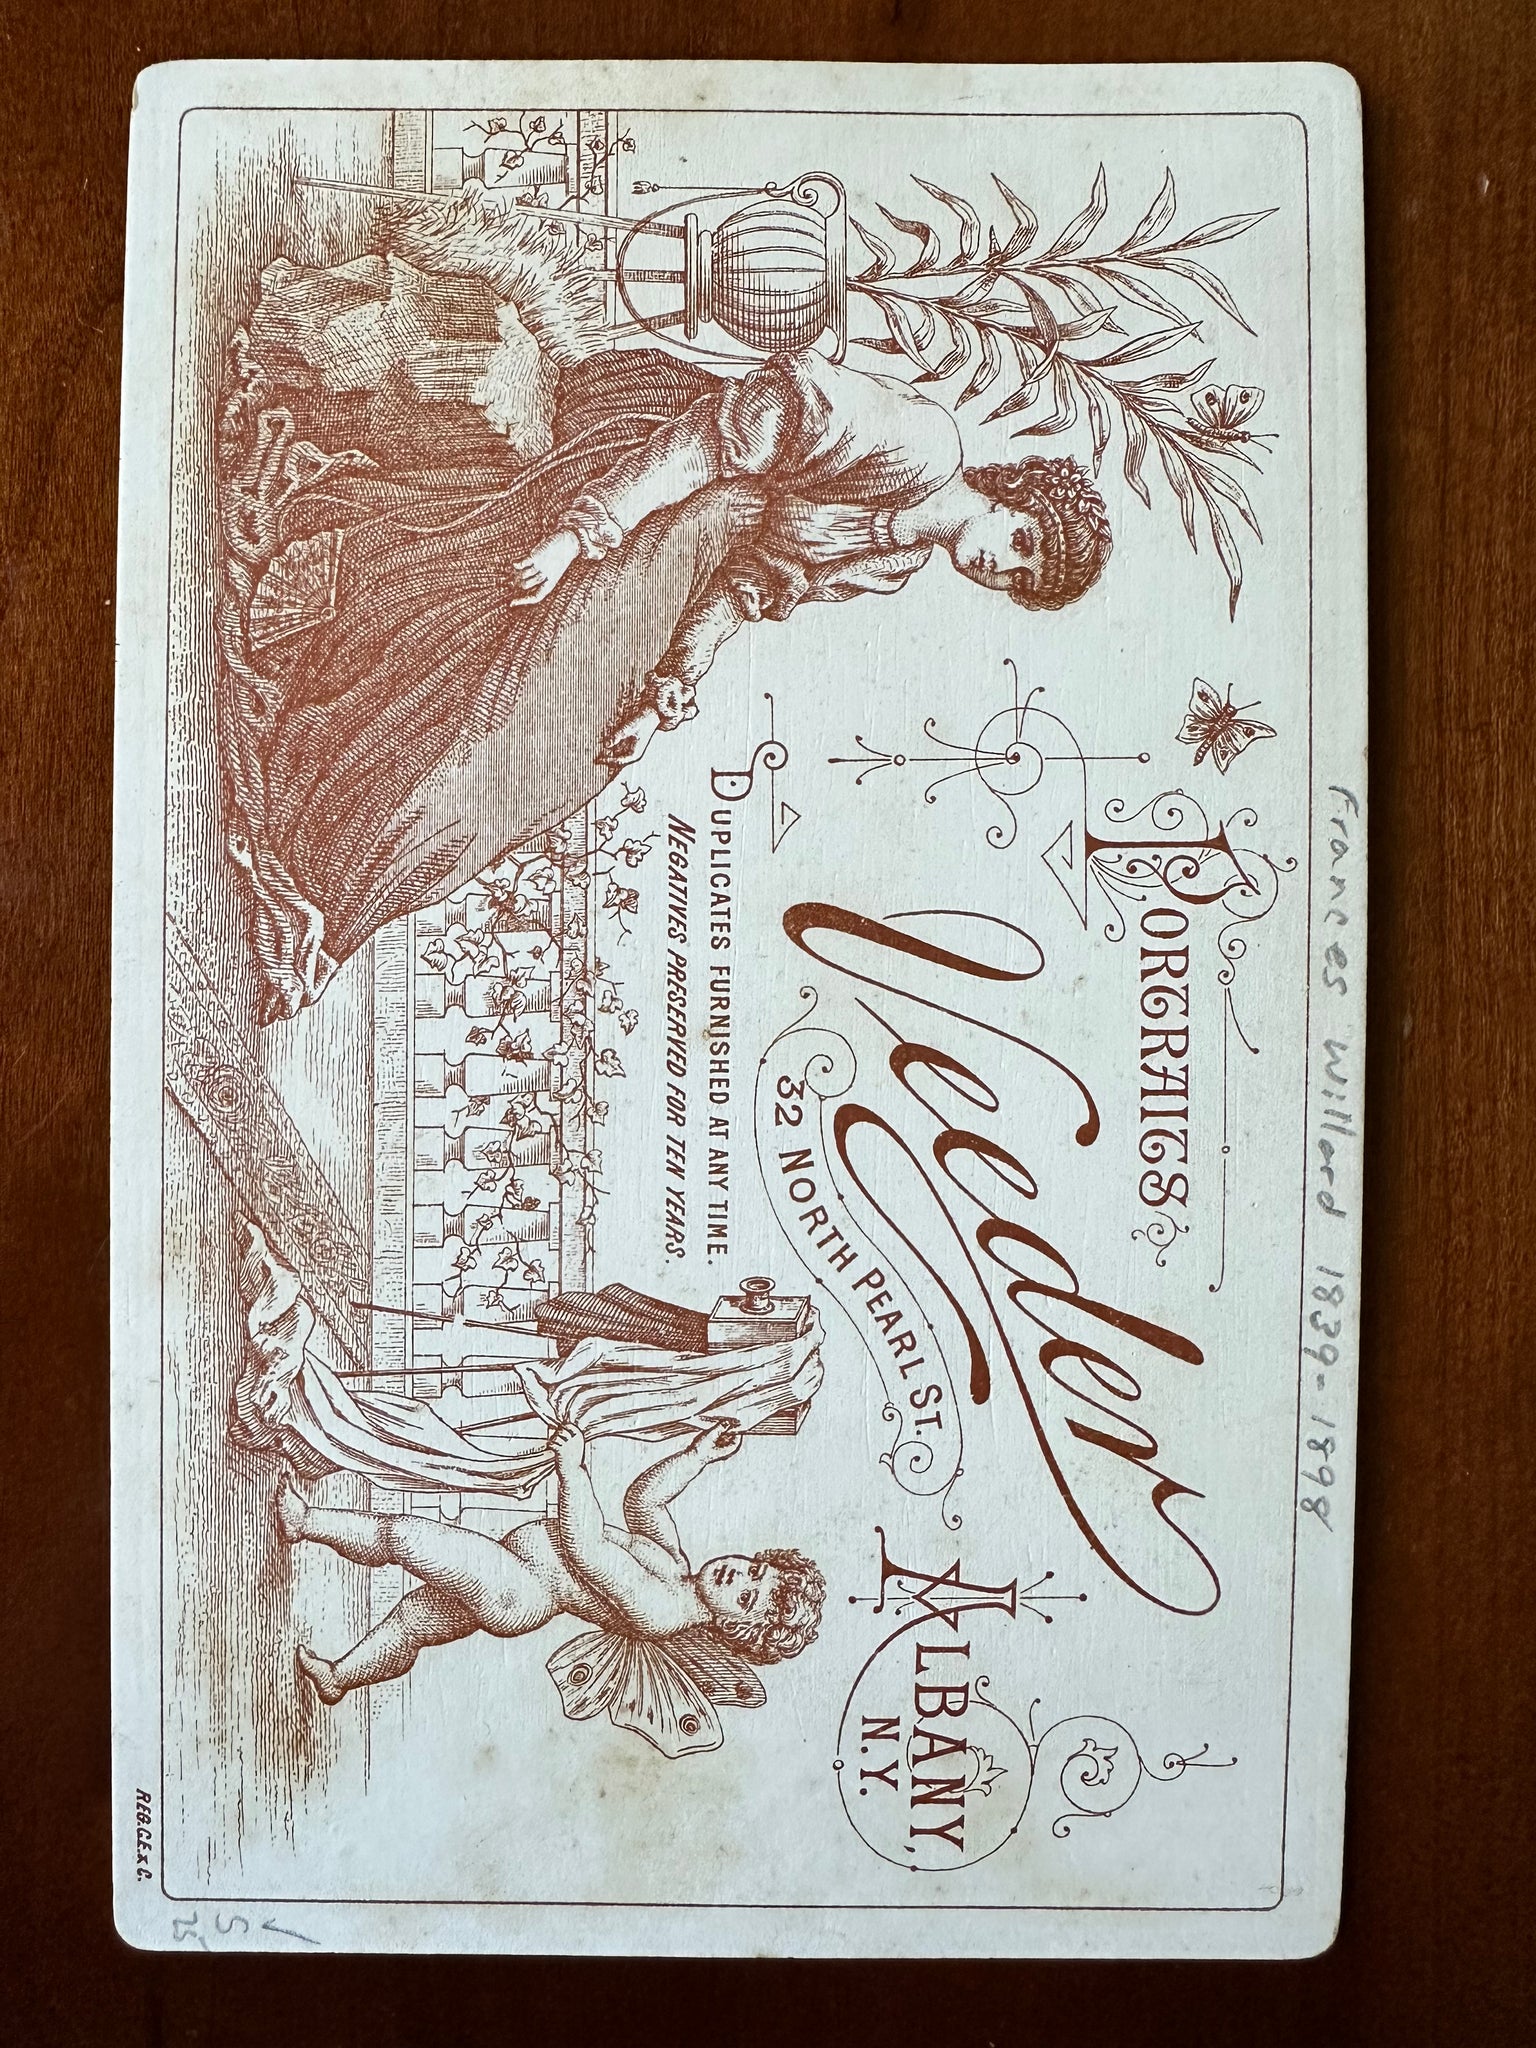 Frances Willard 1839-1898
PORTRAITS
Veeder
32 NORTH PEARL ST.
ALBANY,
N.Y.
DUPLICATES FURNISHED AT ANY TIME.
NEGATIVES PRESERVED FOR TEN YEARS.
REG.C.E.&C.